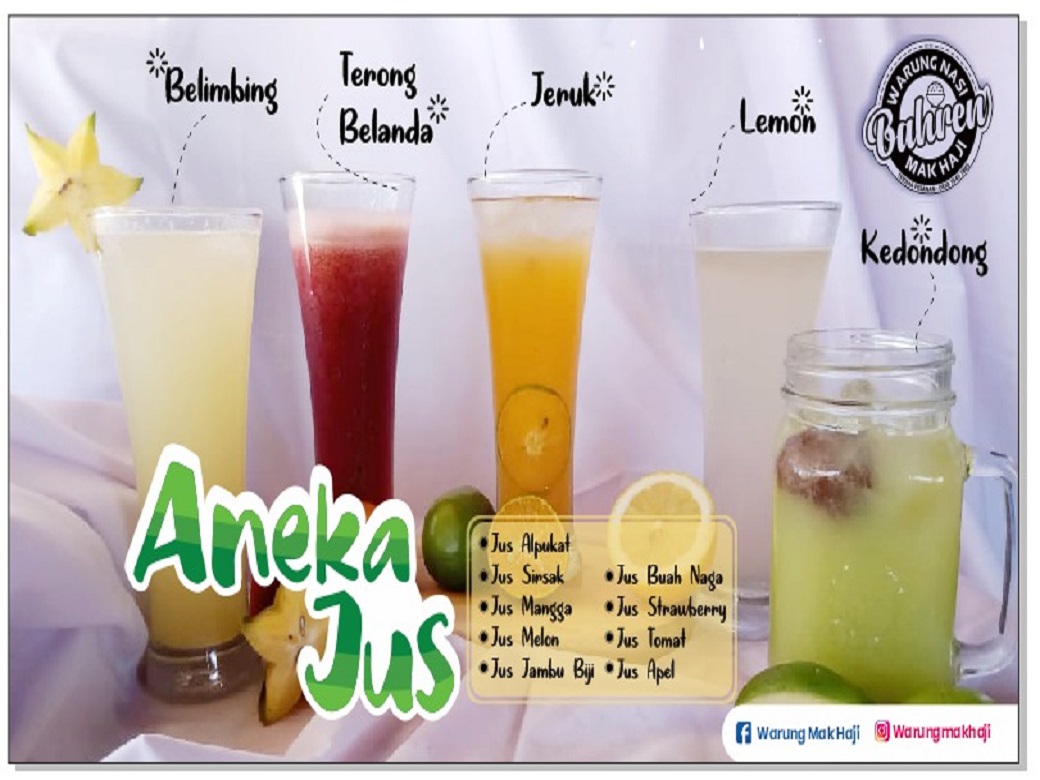 Belimbing
Terong
Belanda
Jeruk
Lemon
WARUNG NASI
Bahren
MAK HAJI
Kedondong
Aneka
Jus
Jus Alpukat
Jus Sirsak
Jus Mangga
Jus Melon
Jus Jambu Biji
Jus Buah Naga
Jus Strawberry
Jus Tomat
Jus Apel
Warung Mak Haji
Warungmakhaji